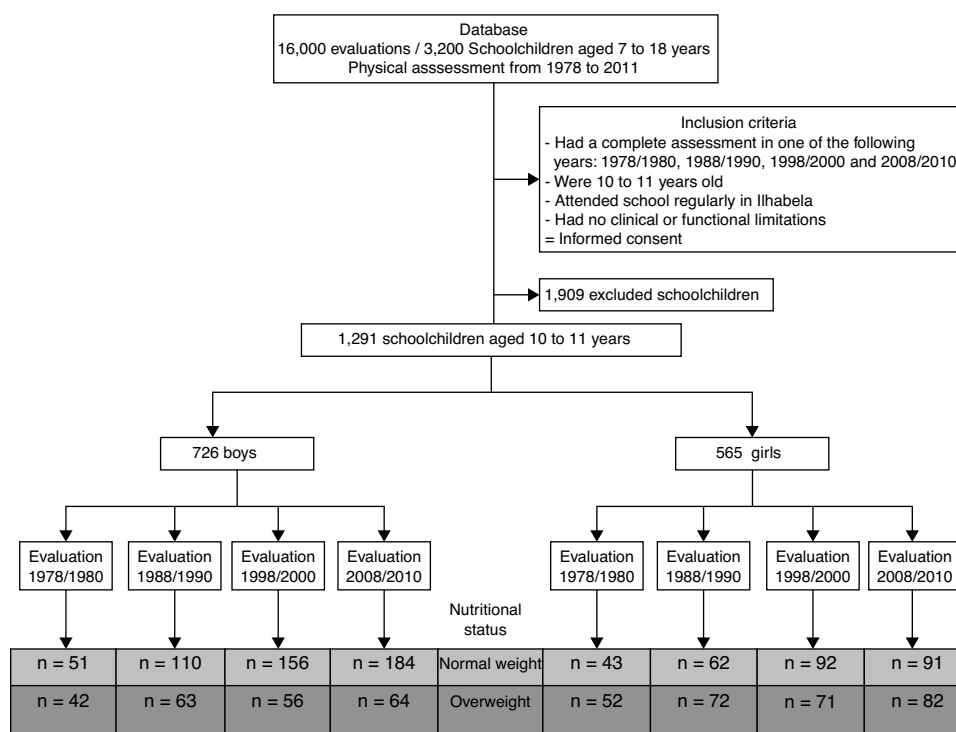 Database
16,000 evaluations / 3,200 Schoolchildren aged 7 to 18 years
Physical asssessment from 1978 to 2011
Inclusion criteria
- Had a complete assessment in one of the following
years: 1978/1980, 1988/1990, 1998/2000 and 2008/2010
- Were 10 to 11 years old
- Attended school regularly in Ilhabela
- Had no clinical or functional limitations
= Informed consent
1,909 excluded schoolchildren
1,291 schoolchildren aged 10 to 11 years
726 boys
565 girls
Evaluation
1978/1980
Evaluation
1988/1990
Evaluation
1998/2000
Evaluation
2008/2010
Evaluation
1978/1980
Evaluation
1988/1990
Evaluation
1998/2000
Evaluation
2008/2010
Nutritional
status
n = 51 n = 110 n = 156 n = 184 Normal weight n = 43 n = 62 n = 92 n = 91
n = 42 n = 63 n = 56 n = 64 Overweight n = 52 n = 72 n = 71 n = 82